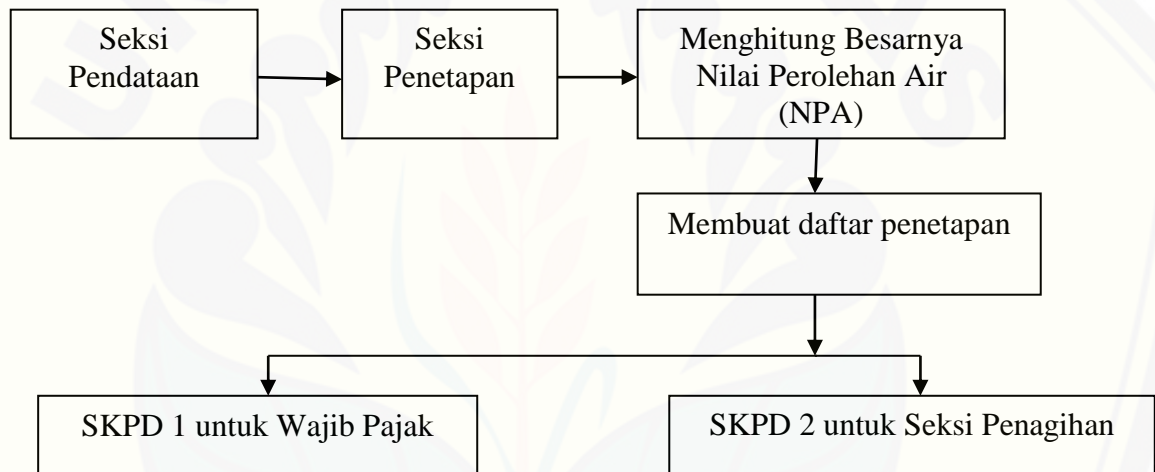 Seksi
Pendataan
Seksi
Penetapan
Menghitung Besarnya
Nilai Perolehan Air
(NPA)
Membuat daftar penetapan
SKPD 1 untuk Wajib Pajak
SKPD 2 untuk Seksi Penagihan